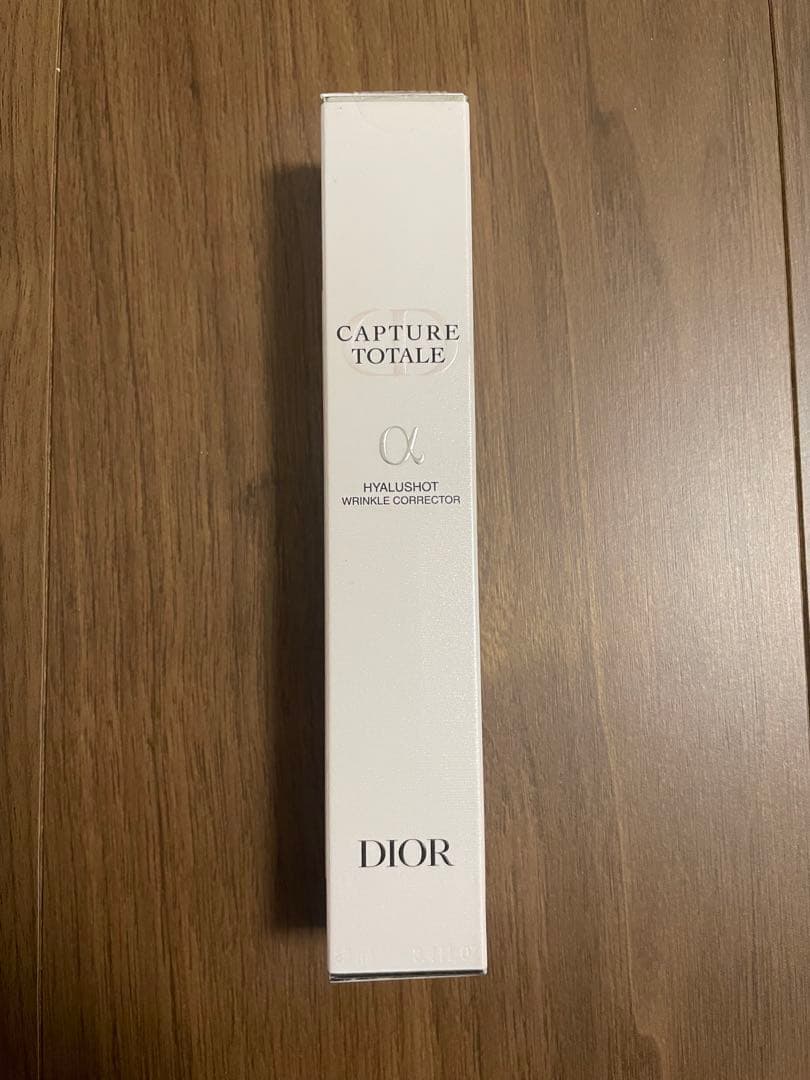 CAPTURE
TOTALE
α
HYALUSHOT
WRINKLE CORRECTOR
DIOR